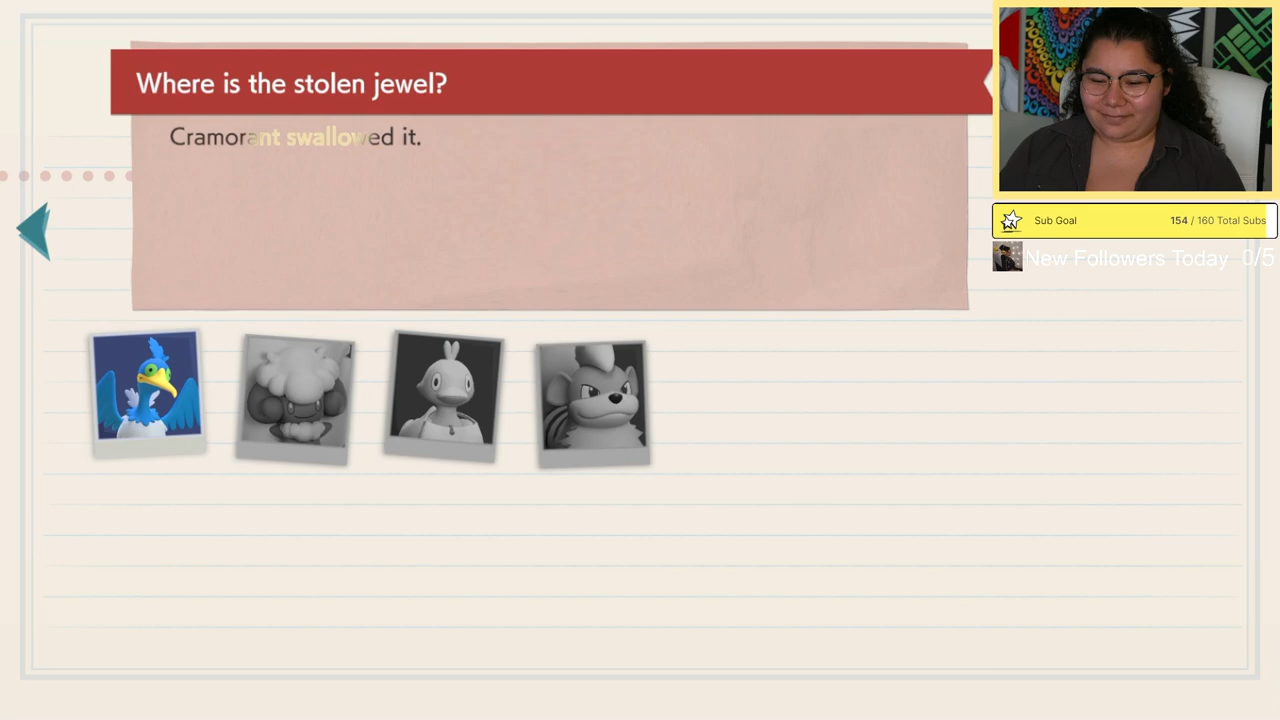 Where is the stolen jewel?
Cramorant swallowed it.
Sub Goal 154 / 160 Total Subs
New Followers Today 0/5